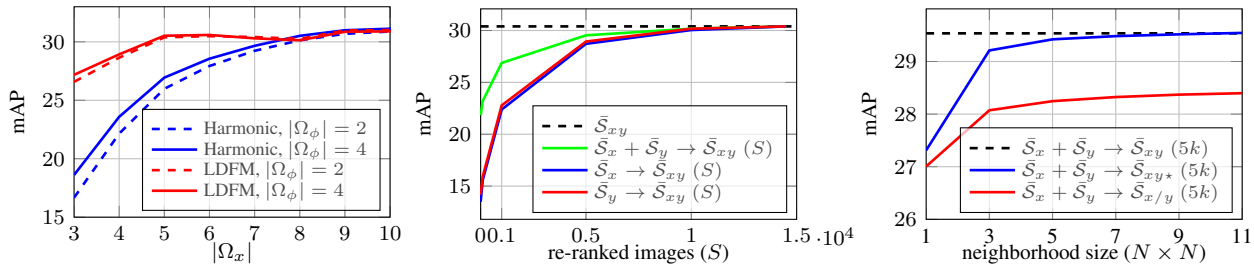 mAP
30
25
20
15
3 4 5 6 7 8 9 10
|Ω_x|
Harmonic, |Ω_ϕ| = 2
Harmonic, |Ω_ϕ| = 4
LDFM, |Ω_ϕ| = 2
LDFM, |Ω_ϕ| = 4
mAP
30
25
20
15
0 0.1 0.5 1 1.5 ·10^4
re-ranked images (S)
S̄_xy
S̄_x + S̄_y → S̄_xy (S)
S̄_x → S̄_xy (S)
S̄_y → S̄_xy (S)
mAP
29
28
27
26
1 3 5 7 9 11
neighborhood size (N × N)
S̄_x + S̄_y → S̄_xy (5k)
S̄_x + S̄_y → S̄_xy⋆ (5k)
S̄_x + S̄_y → S̄_x/y (5k)